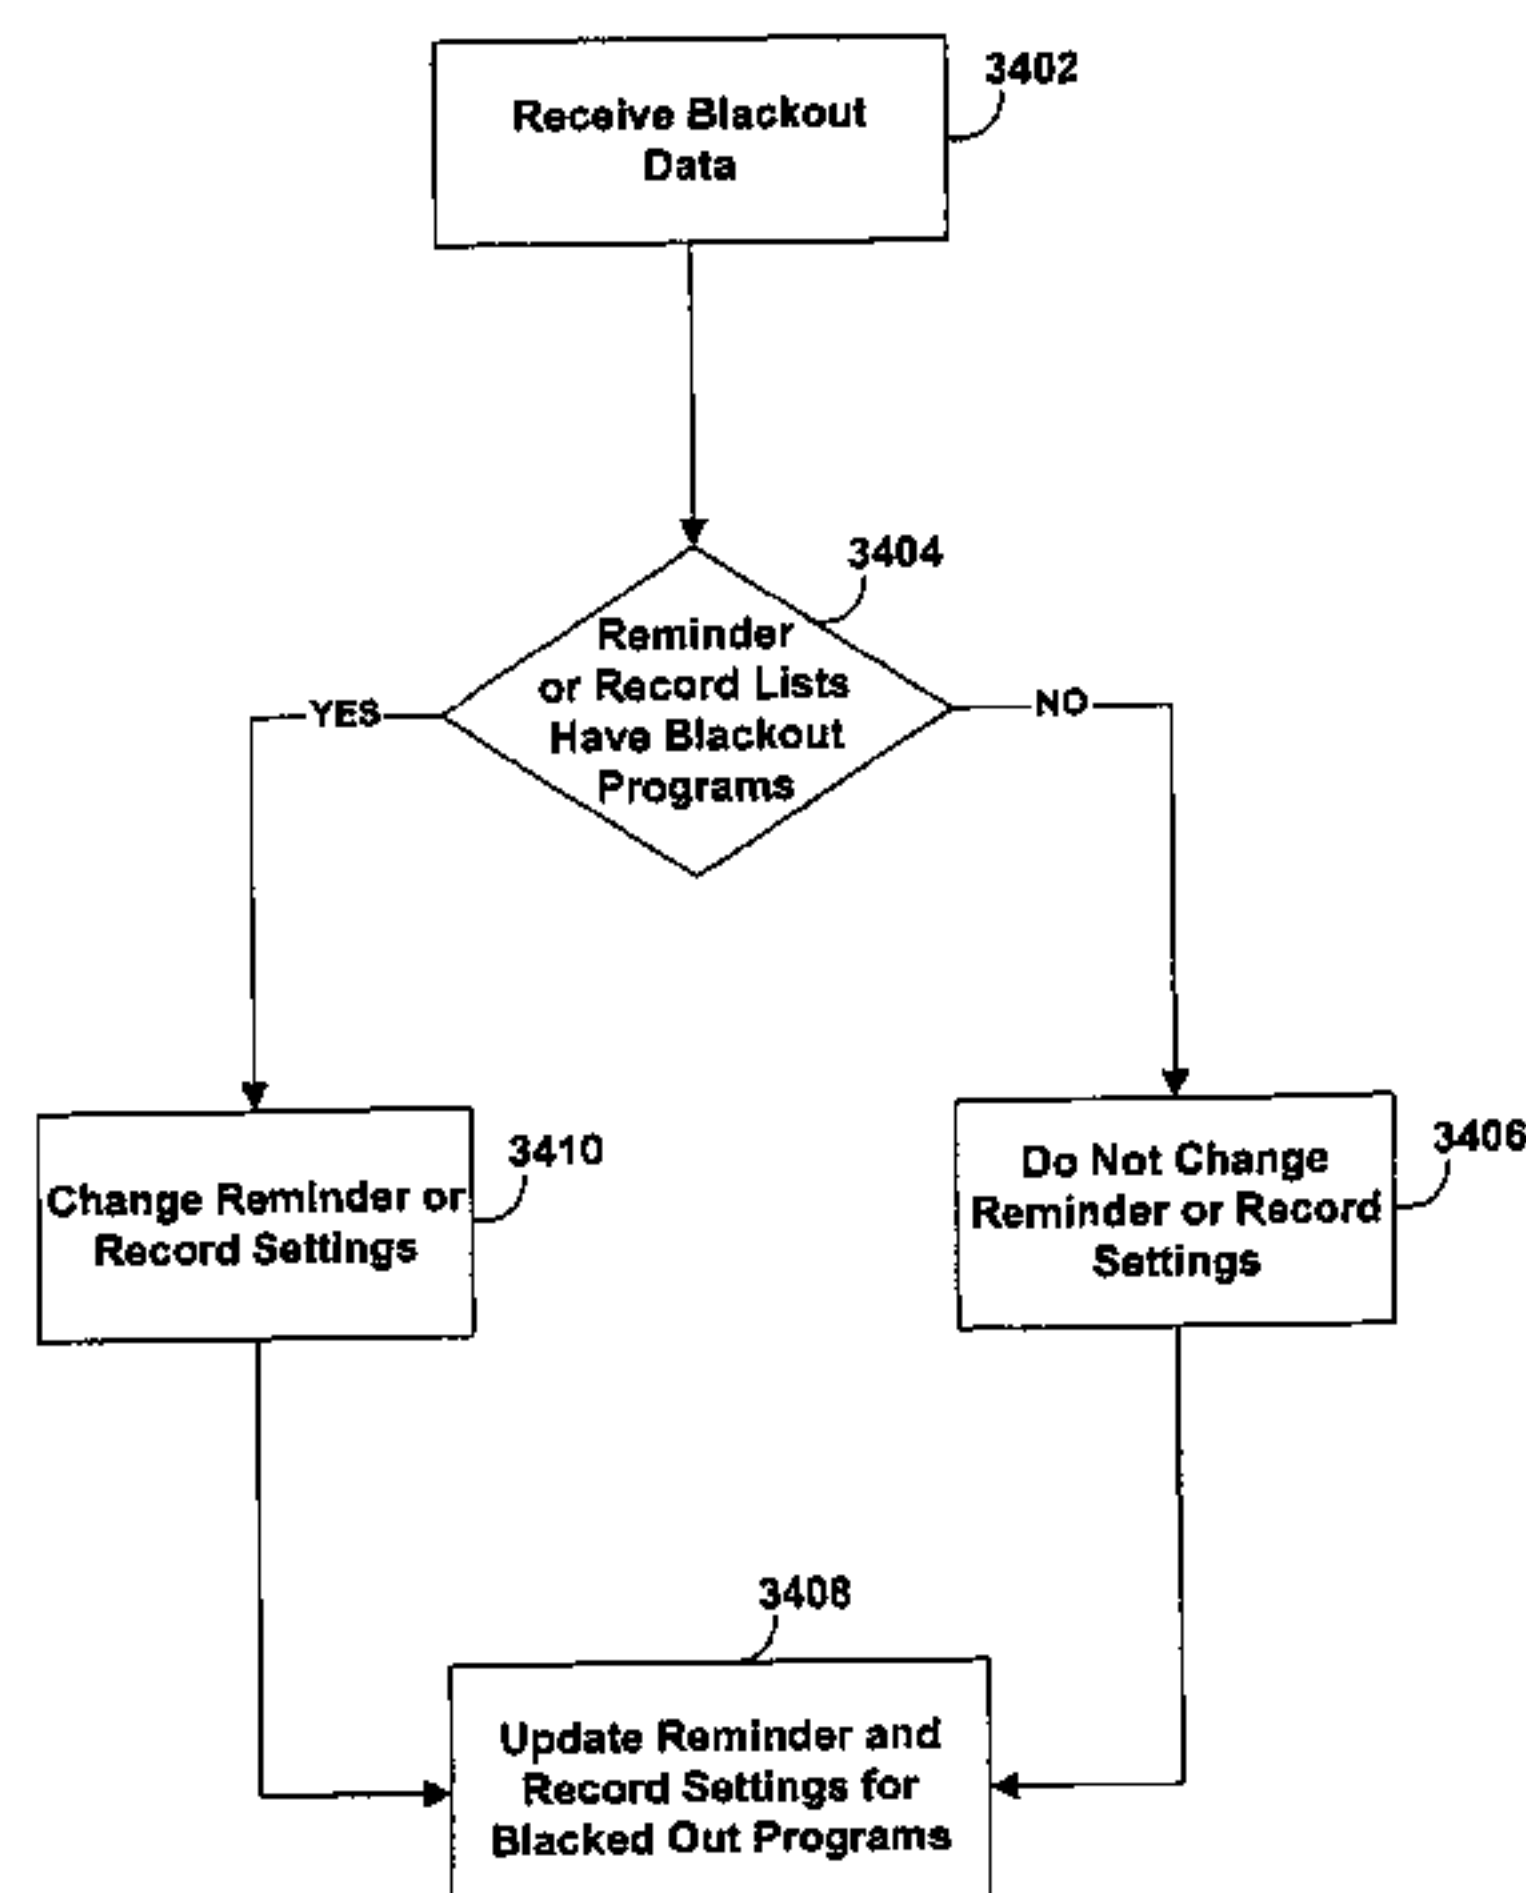 3402
Receive Blackout
Data
3404
Reminder
or Record Lists
Have Blackout
Programs
YES
NO
3410
Change Reminder or
Record Settings
3406
Do Not Change
Reminder or Record
Settings
3408
Update Reminder and
Record Settings for
Blacked Out Programs